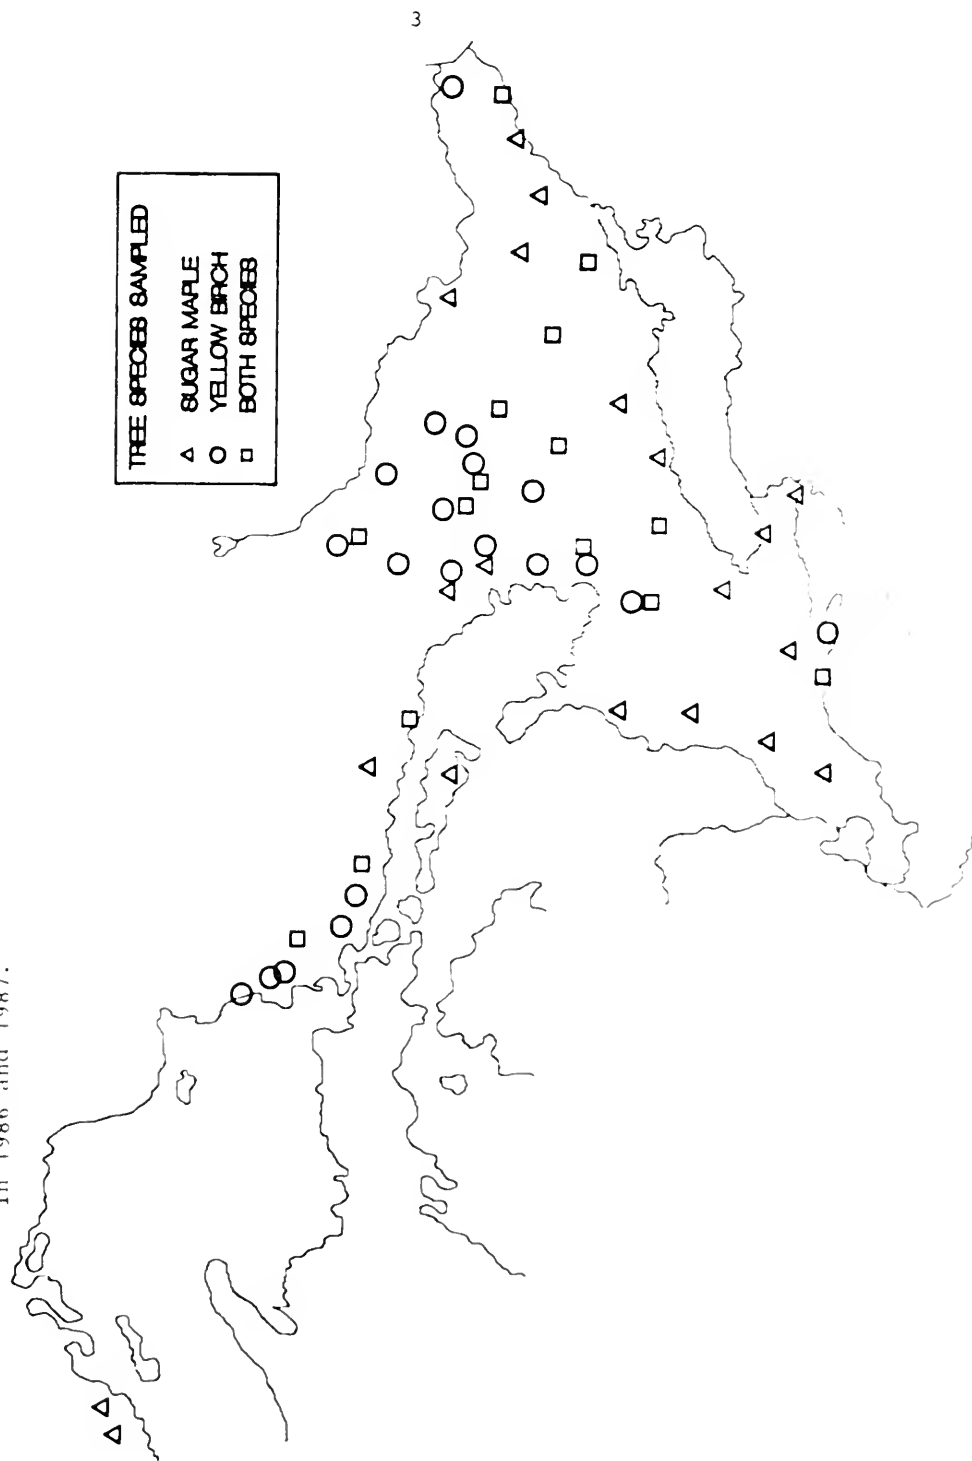 3
TREE SPECIES SAMPLED
SUGAR MAPLE
YELLOW BIRCH
BOTH SPECIES
in 1986 and 1987.